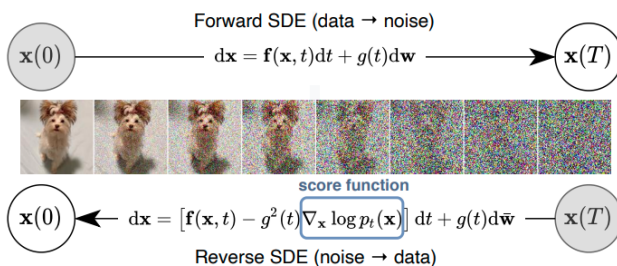 Forward SDE (data → noise)
x(0) dx = f(x, t)dt + g(t)dw x(T)
score function
x(0) dx = [f(x, t) − g²(t)∇ₓ log pₜ(x)] dt + g(t)dw̄ x(T)
Reverse SDE (noise → data)